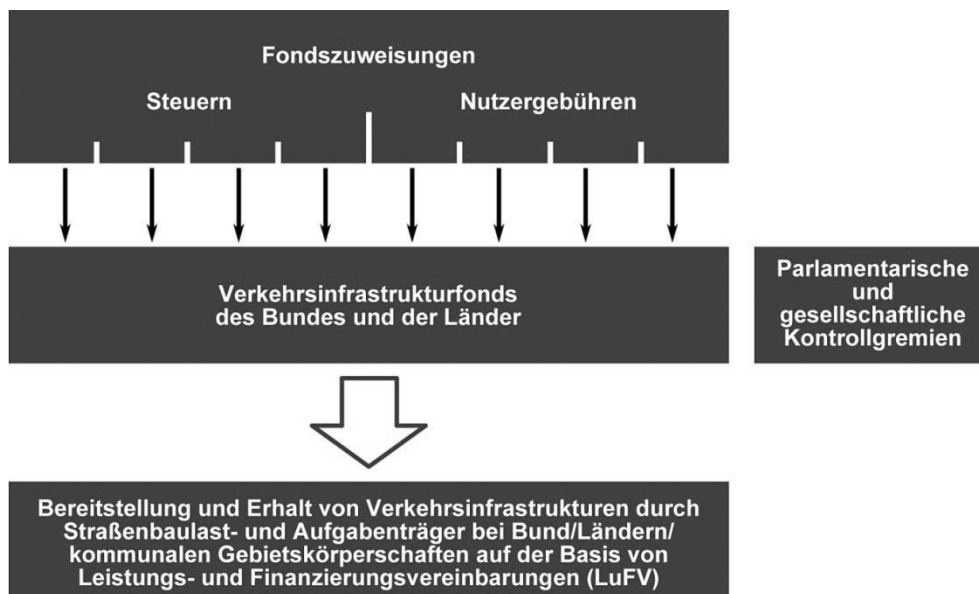 Fondszuweisungen
Steuern
Nutzergebühren
Verkehrsinfrastrukturfonds
des Bundes und der Länder
Parlamentarische
und
gesellschaftliche
Kontrollgremien
Bereitstellung und Erhalt von Verkehrsinfrastrukturen durch
Straßenbaulast- und Aufgabenträger bei Bund/Ländern/
kommunalen Gebietskörperschaften auf der Basis von
Leistungs- und Finanzierungsvereinbarungen (LuFV)